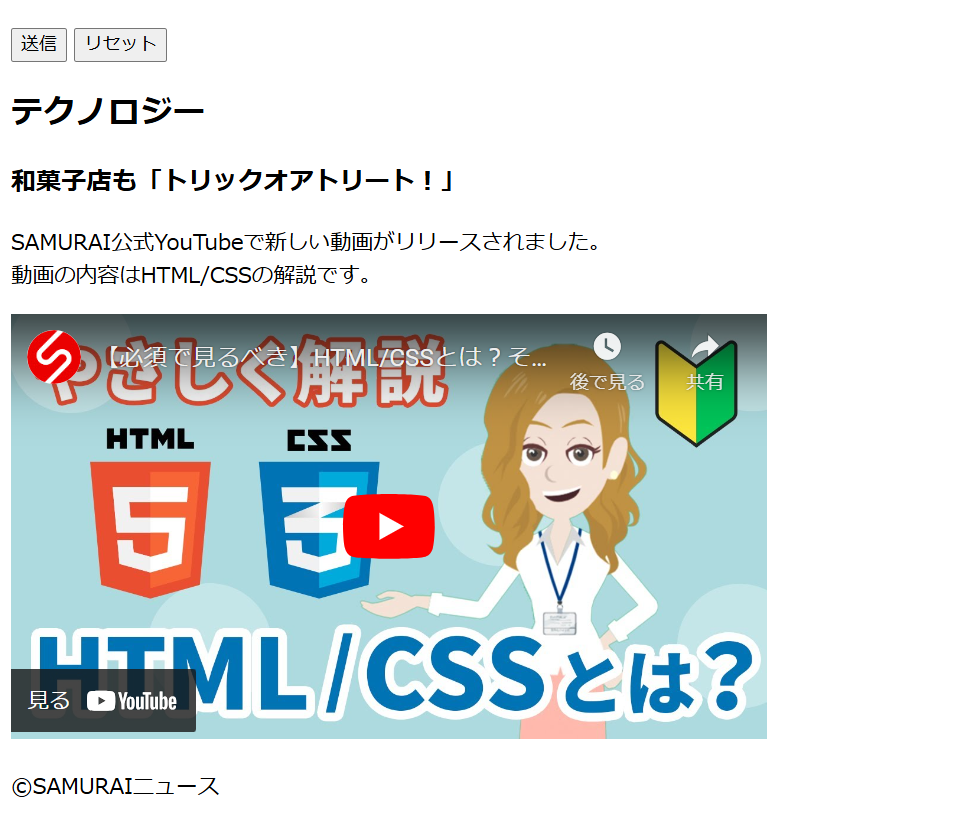 送信 リセット
テクノロジー
和菓子店も「トリックオアトリート！」
SAMURAI公式YouTubeで新しい動画がリリースされました。
動画の内容はHTML/CSSの解説です。
【必須で見るべき】HTML/CSSとは？そ...
後で見る 共有
やさしく解説
HTML CSS
5 3
HTML/CSSとは？
見る YouTube
©SAMURAIニュース